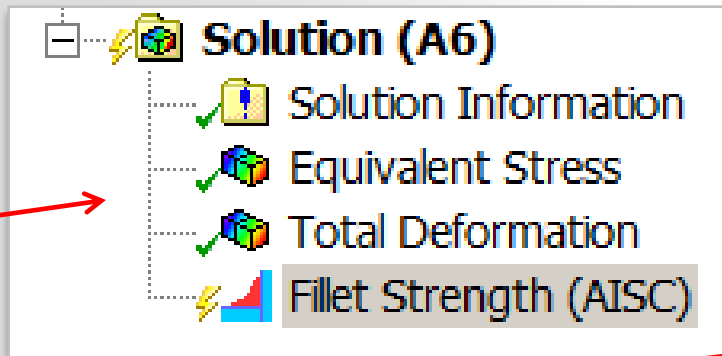 Solution (A6)
Solution Information
Equivalent Stress
Total Deformation
Fillet Strength (AISC)